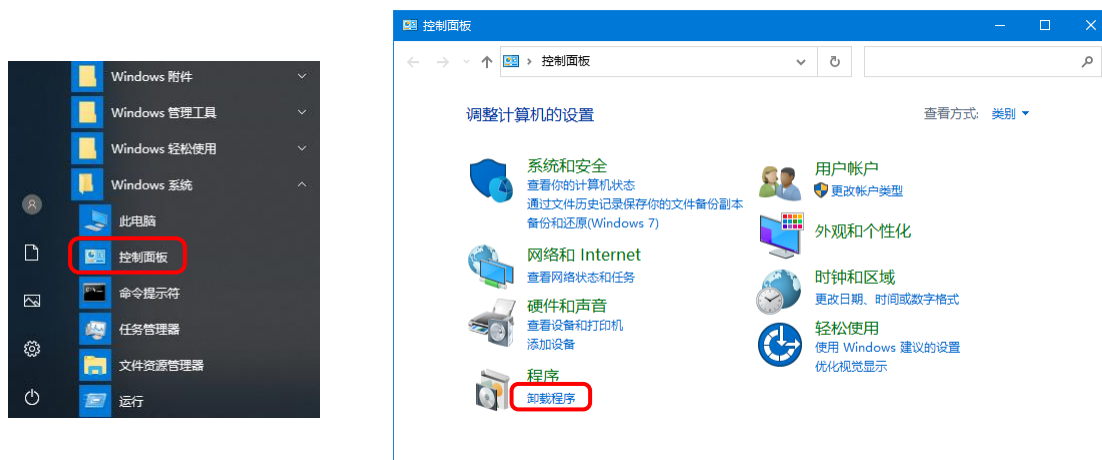 Windows 附件
Windows 管理工具
Windows 轻松使用
Windows 系统
此电脑
控制面板
命令提示符
任务管理器
文件资源管理器
运行
控制面板
控制面板
调整计算机的设置
查看方式: 类别
系统和安全
查看你的计算机状态
通过文件历史记录保存你的文件备份副本
备份和还原(Windows 7)
网络和 Internet
查看网络状态和任务
硬件和声音
查看设备和打印机
添加设备
程序
卸载程序
用户帐户
更改帐户类型
外观和个性化
时钟和区域
更改日期、时间或数字格式
轻松使用
使用 Windows 建议的设置
优化视觉显示